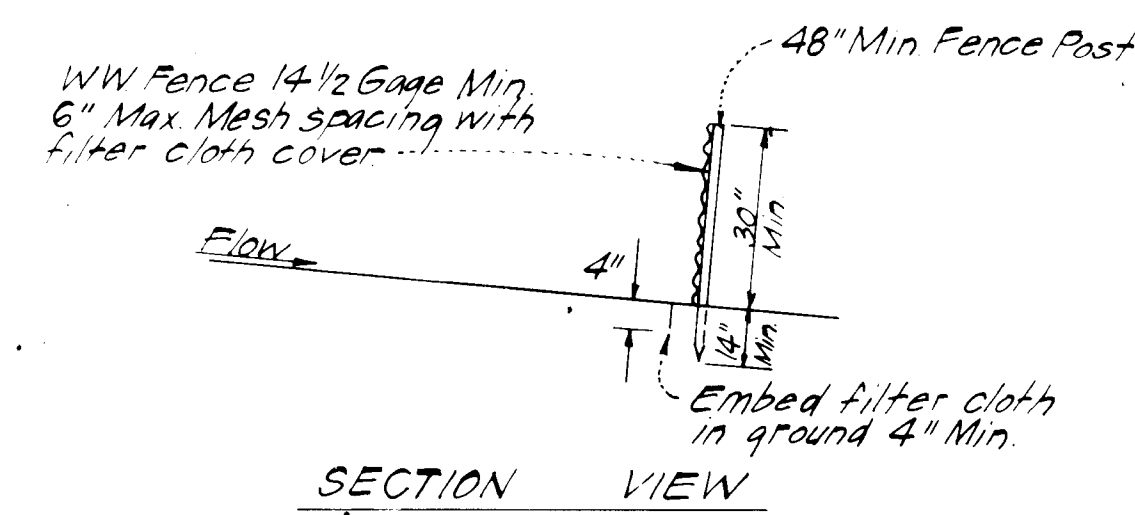 48" Min. Fence Post
WW. Fence 14 1/2 Gage Min.
6" Max. Mesh spacing with
filter cloth cover
Flow
4"
30"
Min
14"
Min.
Embed filter cloth
in ground 4" Min.
SECTION VIEW